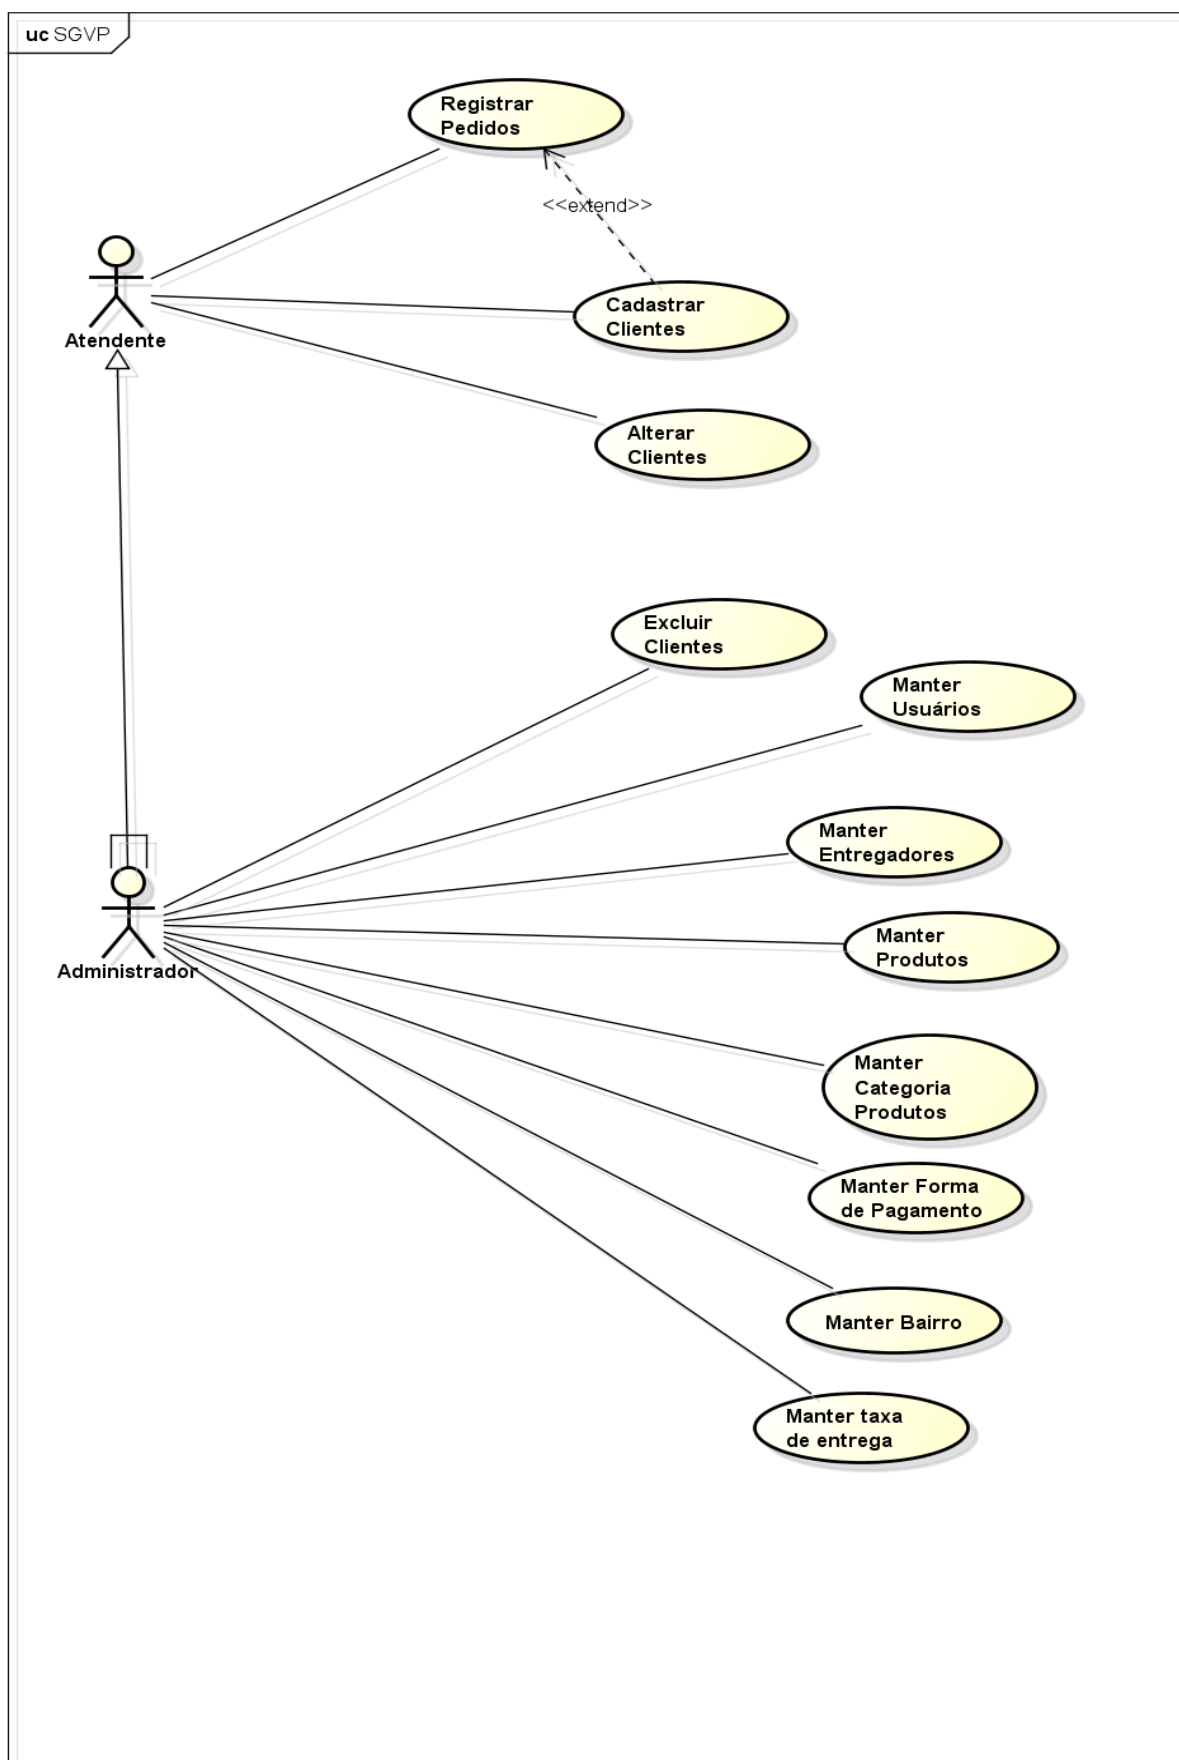 uc SGVP
Registrar
Pedidos
<<extend>>
Atendente
Cadastrar
Clientes
Alterar
Clientes
Excluir
Clientes
Manter
Usuários
Manter
Entregadores
Manter
Produtos
Administrador
Manter
Categoria
Produtos
Manter Forma
de Pagamento
Manter Bairro
Manter taxa
de entrega